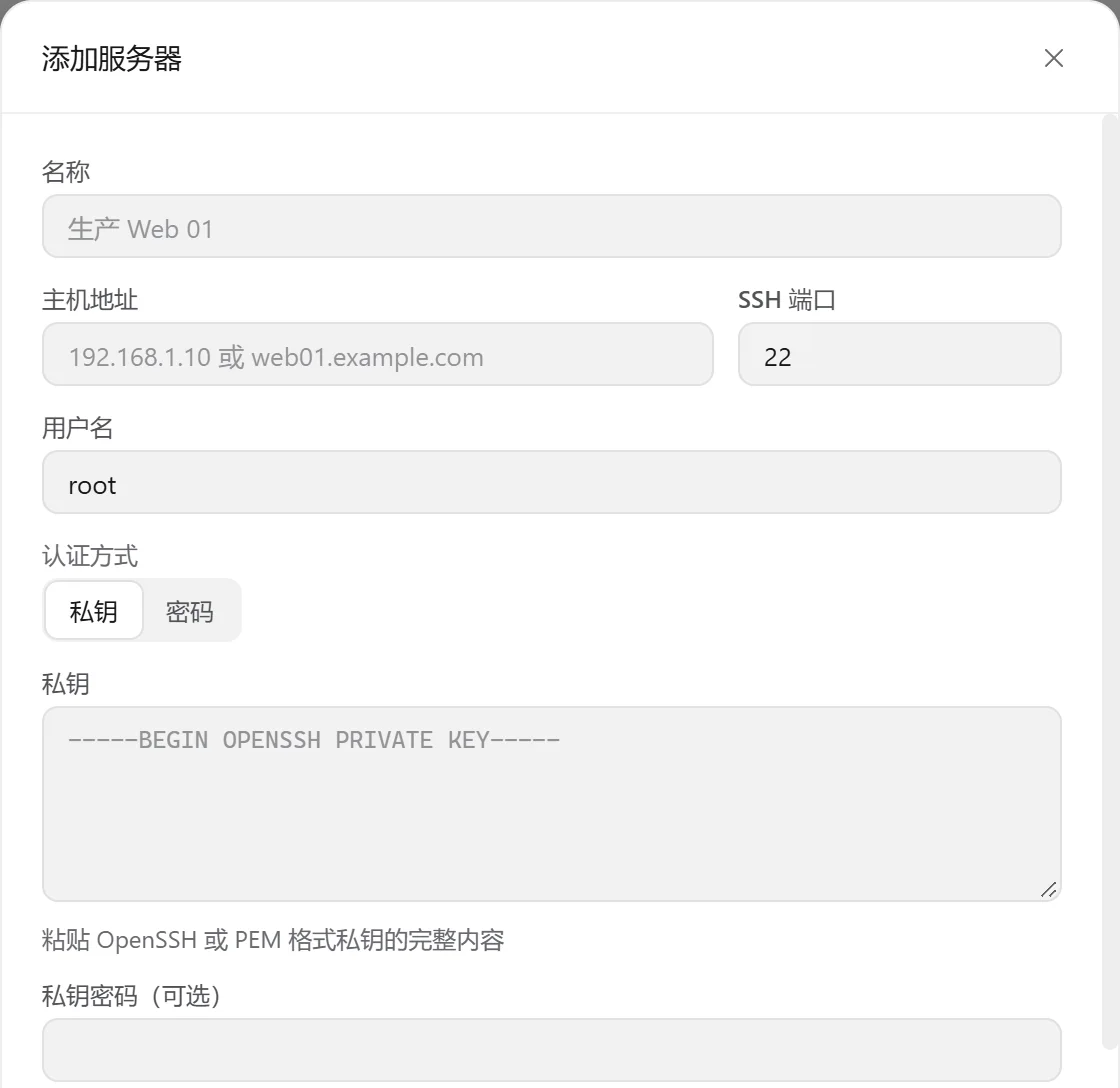 添加服务器
名称
生产 Web 01
主机地址
SSH 端口
192.168.1.10 或 web01.example.com
22
用户名
root
认证方式
私钥
密码
私钥
-----BEGIN OPENSSH PRIVATE KEY-----
粘贴 OpenSSH 或 PEM 格式私钥的完整内容
私钥密码（可选）